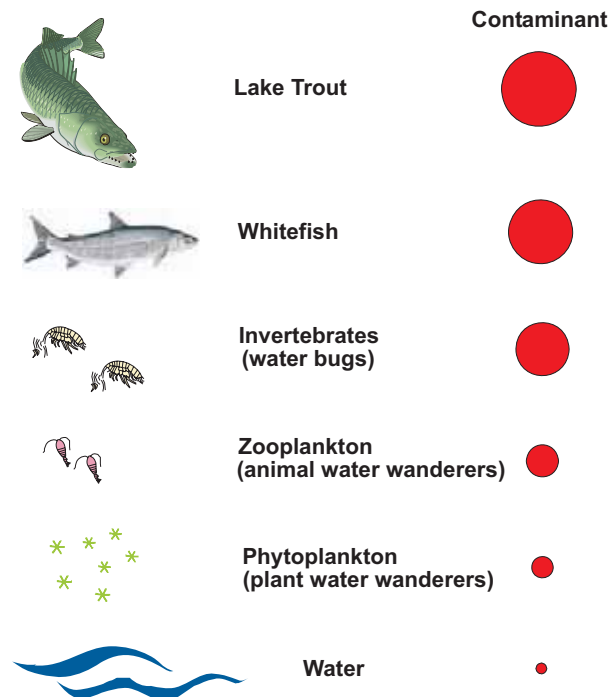 Contaminant
Lake Trout
Whitefish
Invertebrates
(water bugs)
Zooplankton
(animal water wanderers)
Phytoplankton
(plant water wanderers)
Water